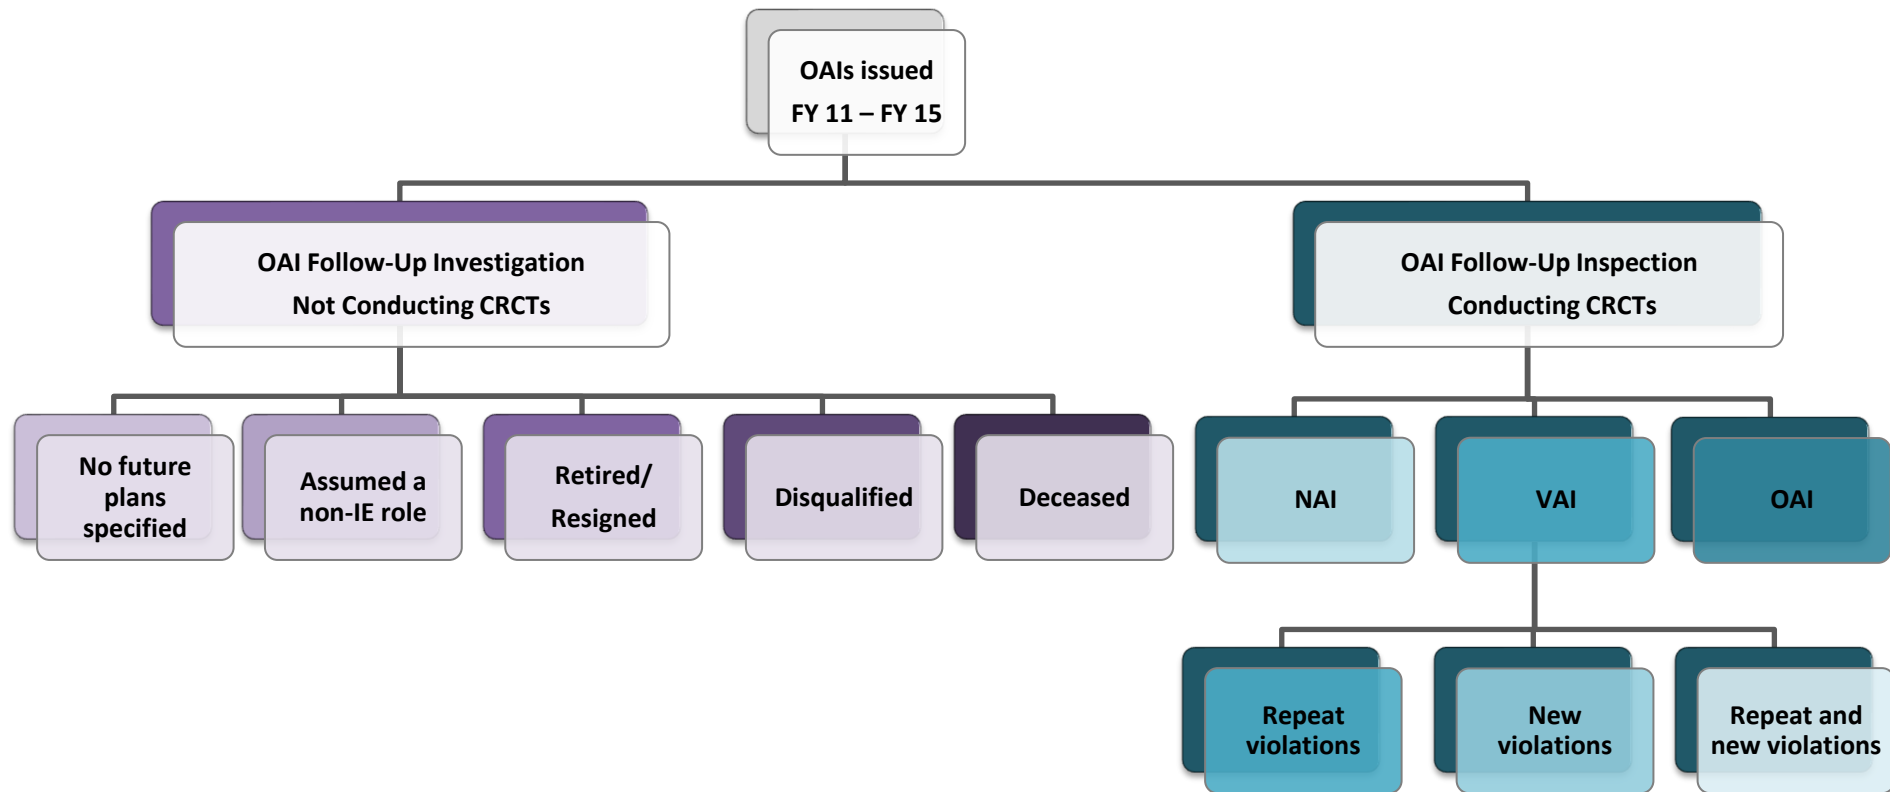 OAIs issued
FY 11 – FY 15
OAI Follow-Up Investigation
Not Conducting CRCTs
OAI Follow-Up Inspection
Conducting CRCTs
No future
plans
specified
Assumed a
non-IE role
Retired/
Resigned
Disqualified
Deceased
NAI
VAI
OAI
Repeat
violations
New
violations
Repeat and
new violations